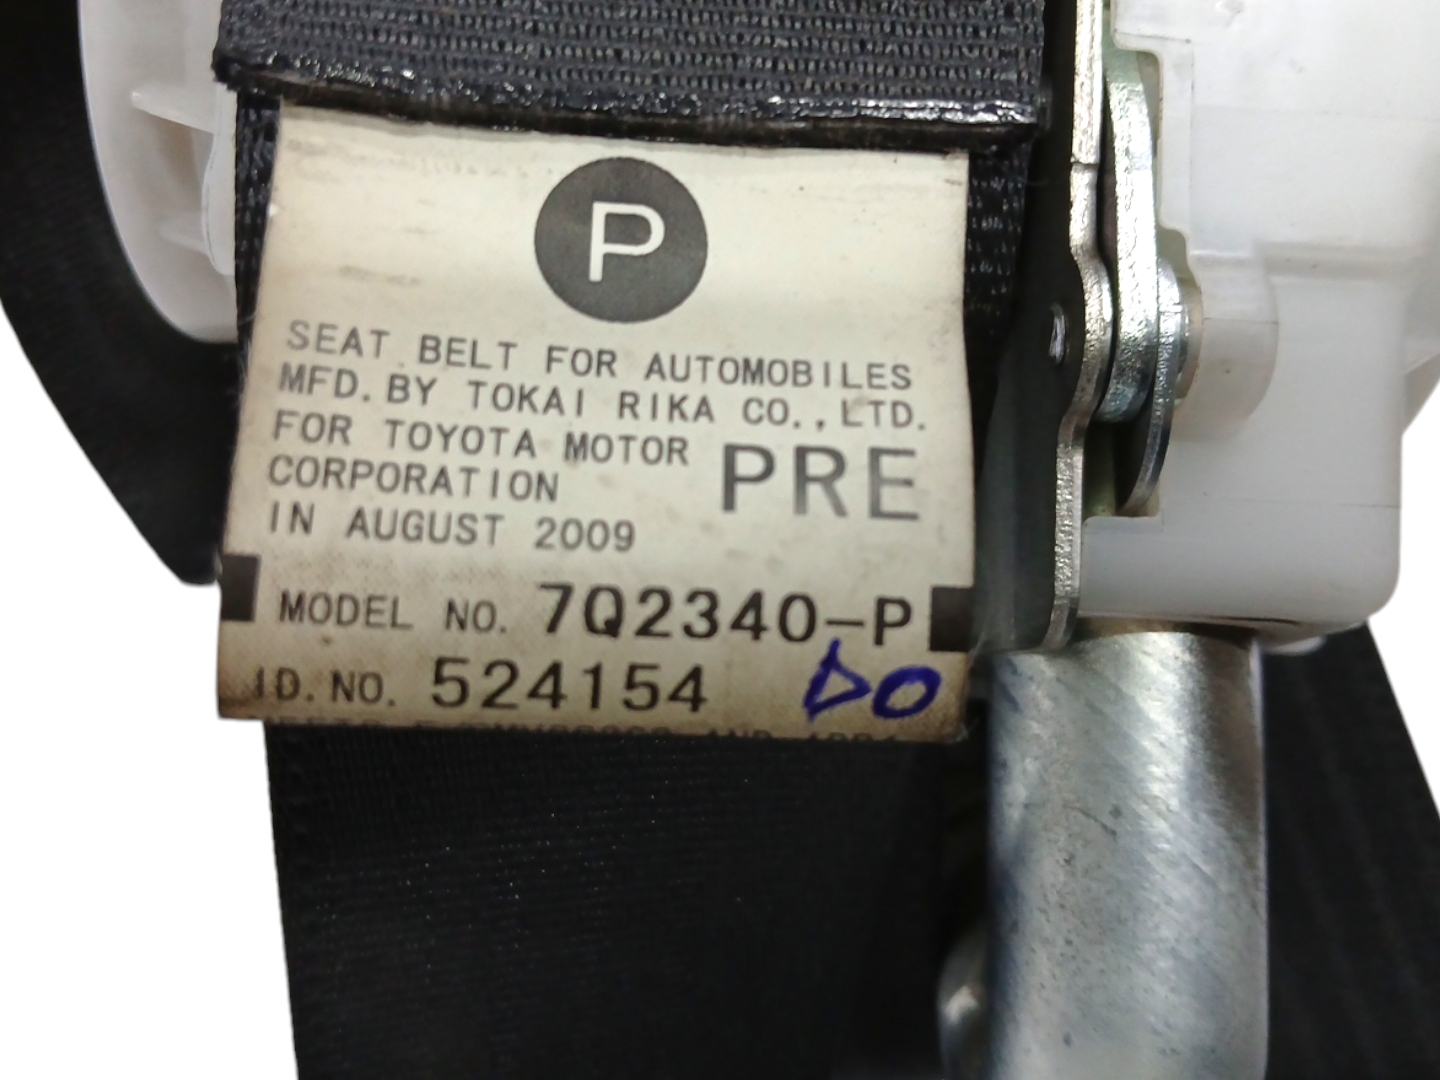 P
SEAT BELT FOR AUTOMOBILES
MFD. BY TOKAI RIKA CO., LTD.
FOR TOYOTA MOTOR
CORPORATION
PRE
IN AUGUST 2009
MODEL NO. 7Q2340-P
ID. NO. 524154
DO
AND